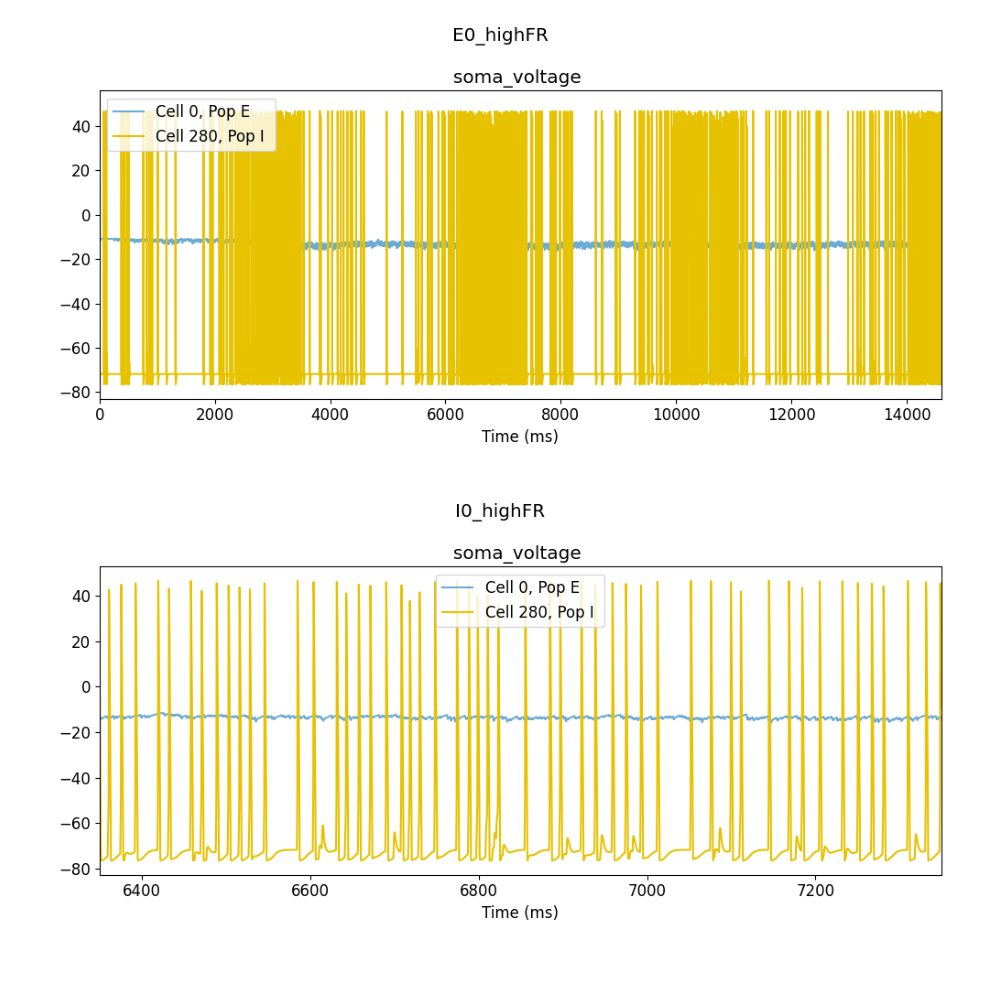 E0_highFR
soma_voltage
Cell 0, Pop E
Cell 280, Pop I
40
20
0
−20
−40
−60
−80
0 2000 4000 6000 8000 10000 12000 14000
Time (ms)
I0_highFR
soma_voltage
Cell 0, Pop E
Cell 280, Pop I
40
20
0
−20
−40
−60
−80
6400 6600 6800 7000 7200
Time (ms)